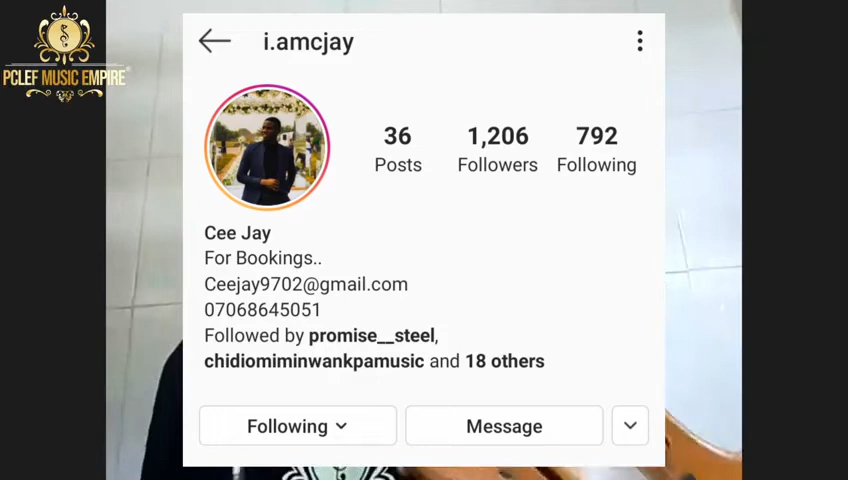 PCLEF MUSIC EMPIRE®
i.amcjay
36
Posts
1,206
Followers
792
Following
Cee Jay
For Bookings..
Ceejay9702@gmail.com
07068645051
Followed by promise__steel,
chidiomiminwankpamusic and 18 others
Following
Message